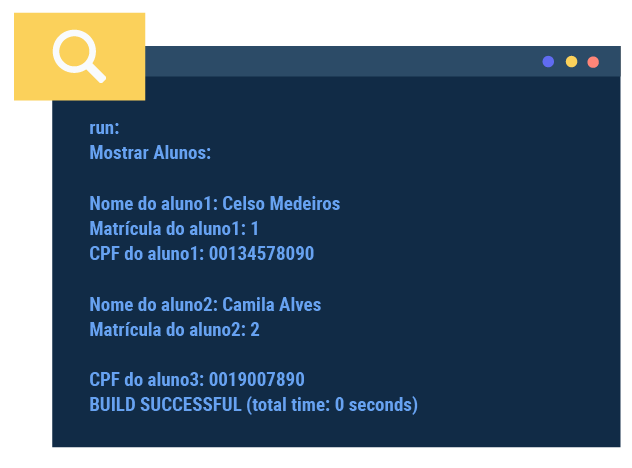 run:
Mostrar Alunos:
Nome do aluno1: Celso Medeiros
Matrícula do aluno1: 1
CPF do aluno1: 00134578090
Nome do aluno2: Camila Alves
Matrícula do aluno2: 2
CPF do aluno3: 0019007890
BUILD SUCCESSFUL (total time: 0 seconds)